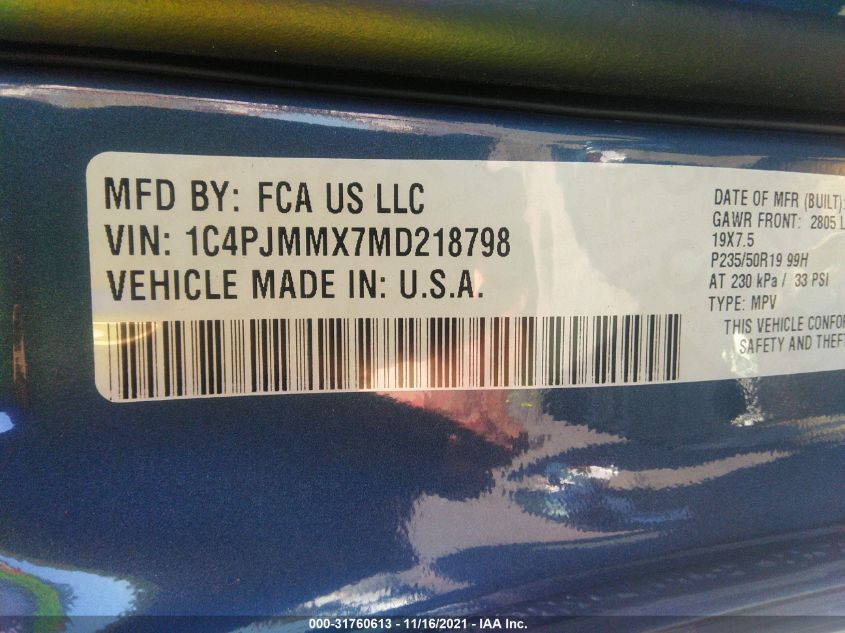 MFD BY: FCA US LLC
VIN: 1C4PJMMX7MD218798
VEHICLE MADE IN: U.S.A.
DATE OF MFR (BUILT):
GAWR FRONT: 2805
19X7.5
P235/50R19 99H
AT 230 kPa / 33 PSI
TYPE: MPV
THIS VEHICLE
SAFETY AND
000-31760613 - 11/16/2021 - IAA Inc.